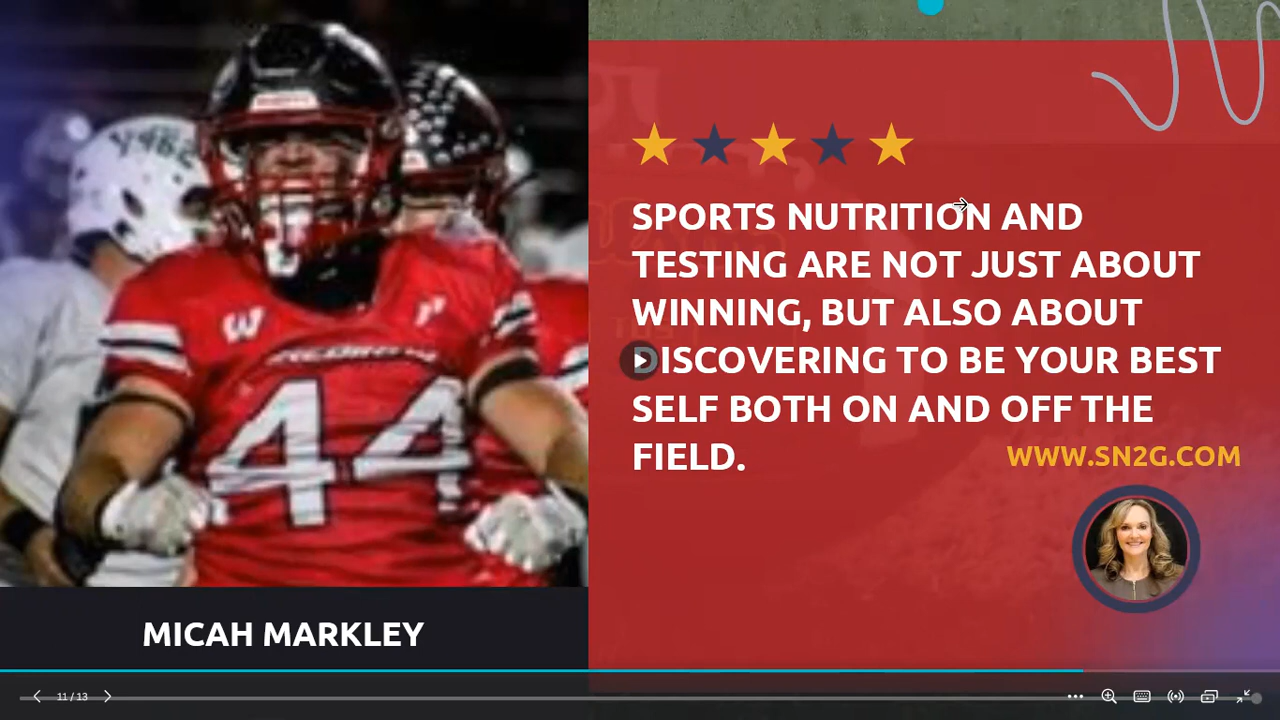 W
44
MICAH MARKLEY
SPORTS NUTRITION AND
TESTING ARE NOT JUST ABOUT
WINNING, BUT ALSO ABOUT
DISCOVERING TO BE YOUR BEST
SELF BOTH ON AND OFF THE
FIELD.
WWW.SN2G.COM
11 / 13